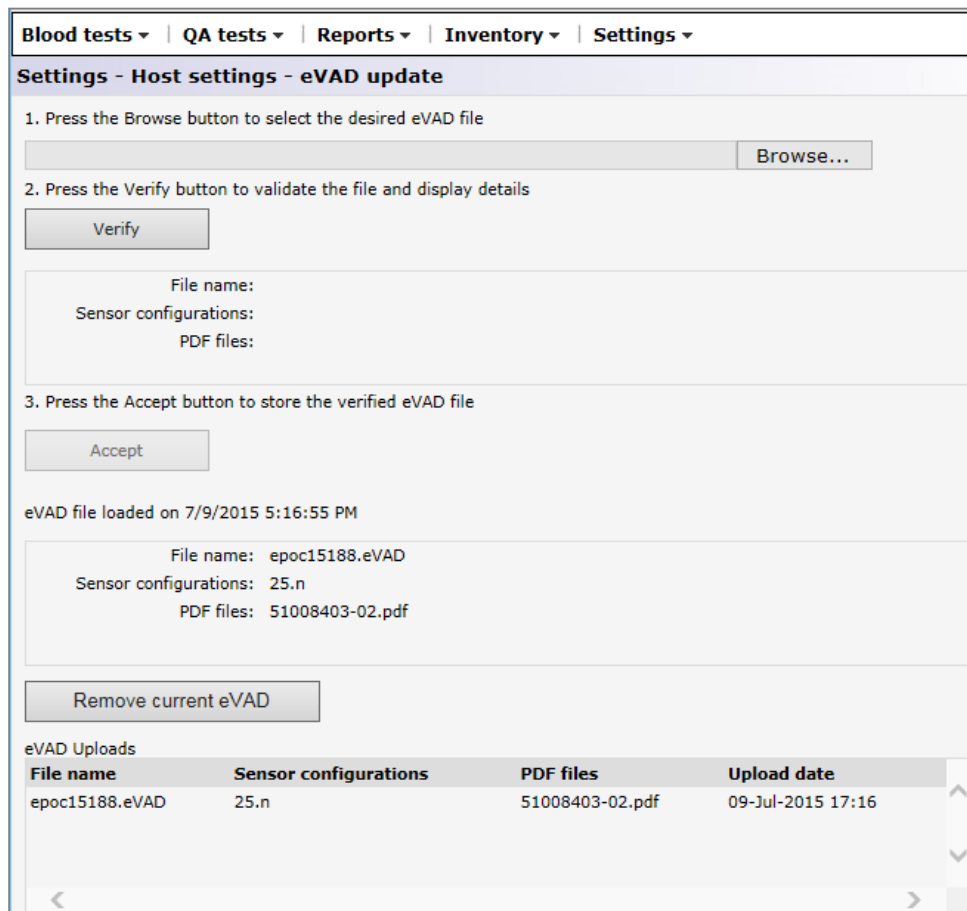 Blood tests | QA tests | Reports | Inventory | Settings
Settings - Host settings - eVAD update
1. Press the Browse button to select the desired eVAD file
Browse...
2. Press the Verify button to validate the file and display details
Verify
File name:
Sensor configurations:
PDF files:
3. Press the Accept button to store the verified eVAD file
Accept
eVAD file loaded on 7/9/2015 5:16:55 PM
File name: epoc15188.eVAD
Sensor configurations: 25.n
PDF files: 51008403-02.pdf
Remove current eVAD
eVAD Uploads
File name Sensor configurations PDF files Upload date
epoc15188.eVAD 25.n 51008403-02.pdf 09-Jul-2015 17:16